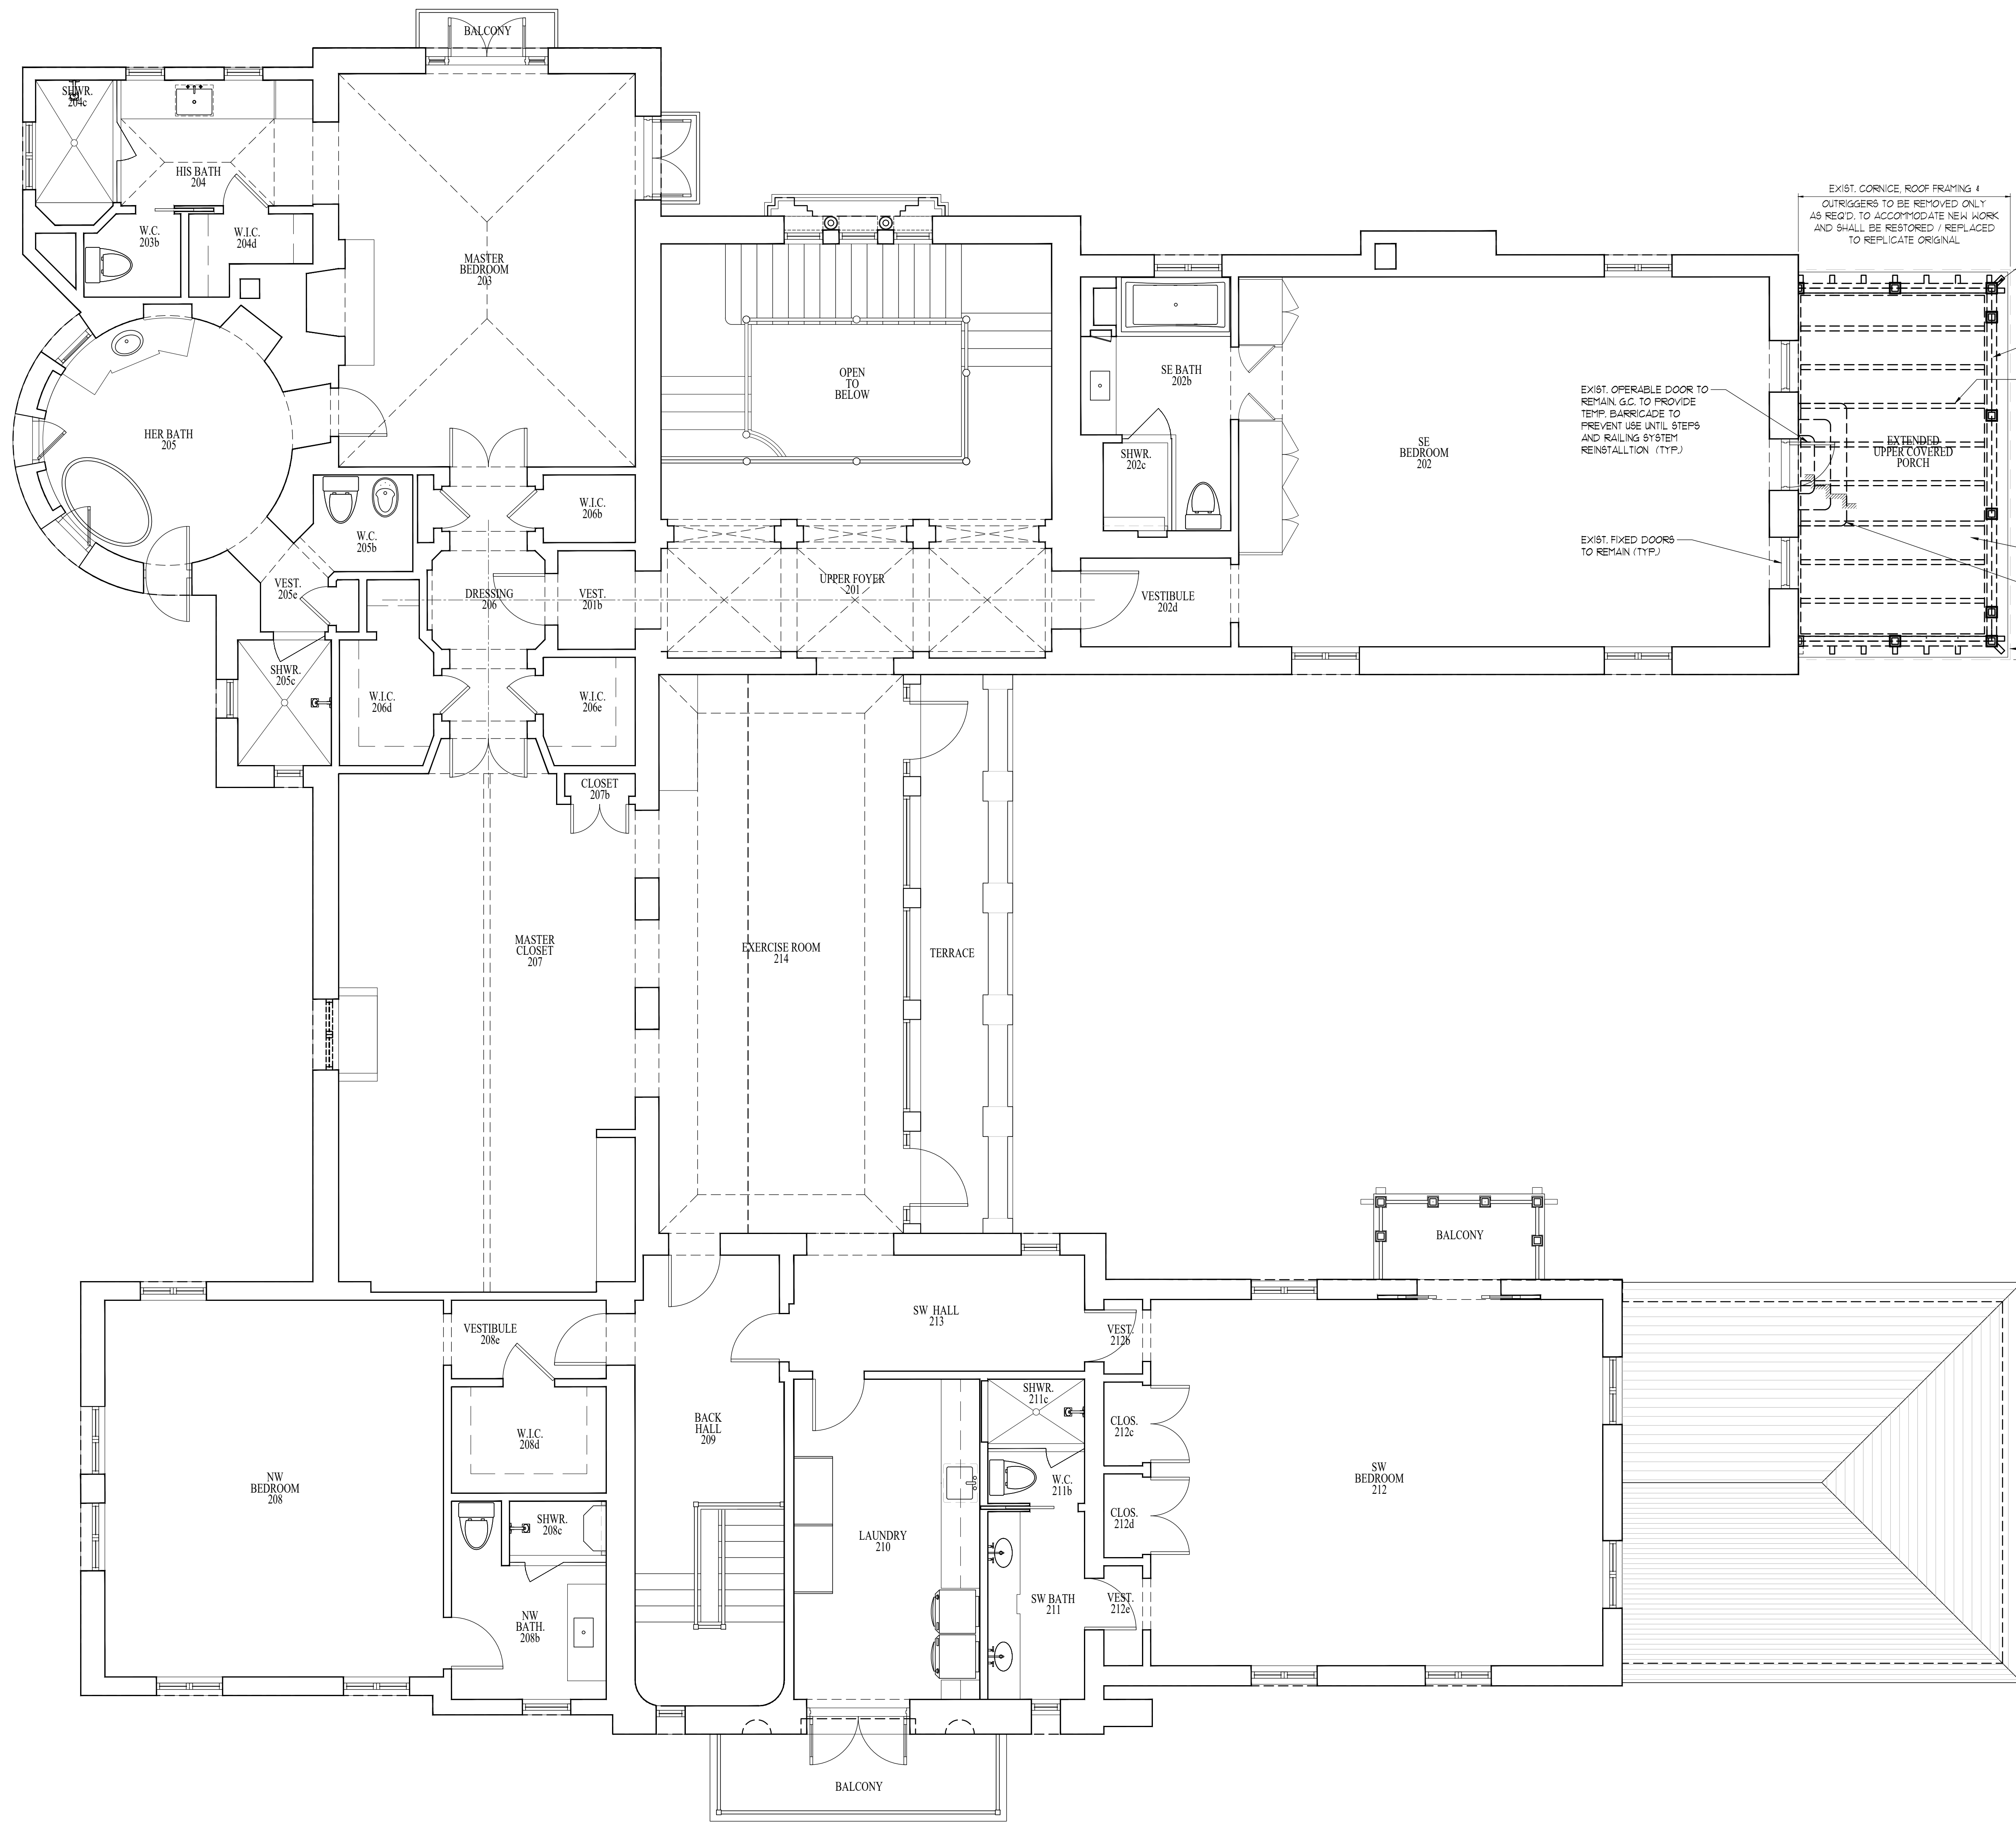 BALCONY
SHWR.
204c
HIS BATH
204
W.C.
203b
W.I.C.
204d
MASTER
BEDROOM
203
EXIST. CORNICE, ROOF FRAMING &
OUTRIGGERS TO BE REMOVED ONLY
AS REQ'D. TO ACCOMMODATE NEW WORK
AND SHALL BE RESTORED / REPLACED
TO REPLICATE ORIGINAL
OPEN
TO
BELOW
SE BATH
202b
SHWR.
202c
SE
BEDROOM
202
EXIST. OPERABLE DOOR TO
REMAIN. G.C. TO PROVIDE
TEMP. BARRICADE TO
PREVENT USE UNTIL STEPS
AND RAILING SYSTEM
REINSTALLTION (TYP.)
EXTENDED
UPPER COVERED
PORCH
EXIST. FIXED DOORS
TO REMAIN (TYP.)
HER BATH
205
W.C.
205b
W.I.C.
206b
VEST.
205e
DRESSING
206
VEST.
201b
UPPER FOYER
201
VESTIBULE
202d
SHWR.
205c
W.I.C.
206d
W.I.C.
206e
CLOSET
207b
MASTER
CLOSET
207
EXERCISE ROOM
214
TERRACE
BALCONY
VESTIBULE
208e
SW HALL
213
VEST.
212b
W.I.C.
208d
BACK
HALL
209
SHWR.
211c
CLOS.
212c
NW
BEDROOM
208
W.C.
211b
SW
BEDROOM
212
SHWR.
208c
LAUNDRY
210
CLOS.
212d
NW
BATH.
208b
SW BATH
211
VEST.
212e
BALCONY